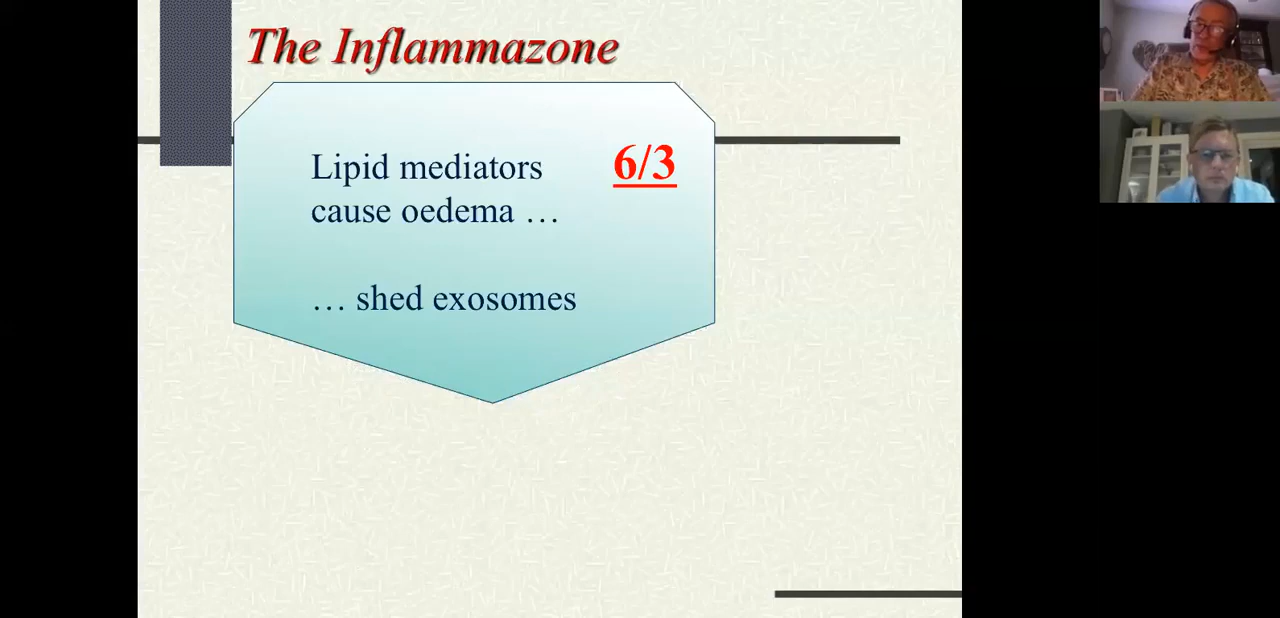 The Inflammazone
Lipid mediators 6/3
cause oedema …
… shed exosomes